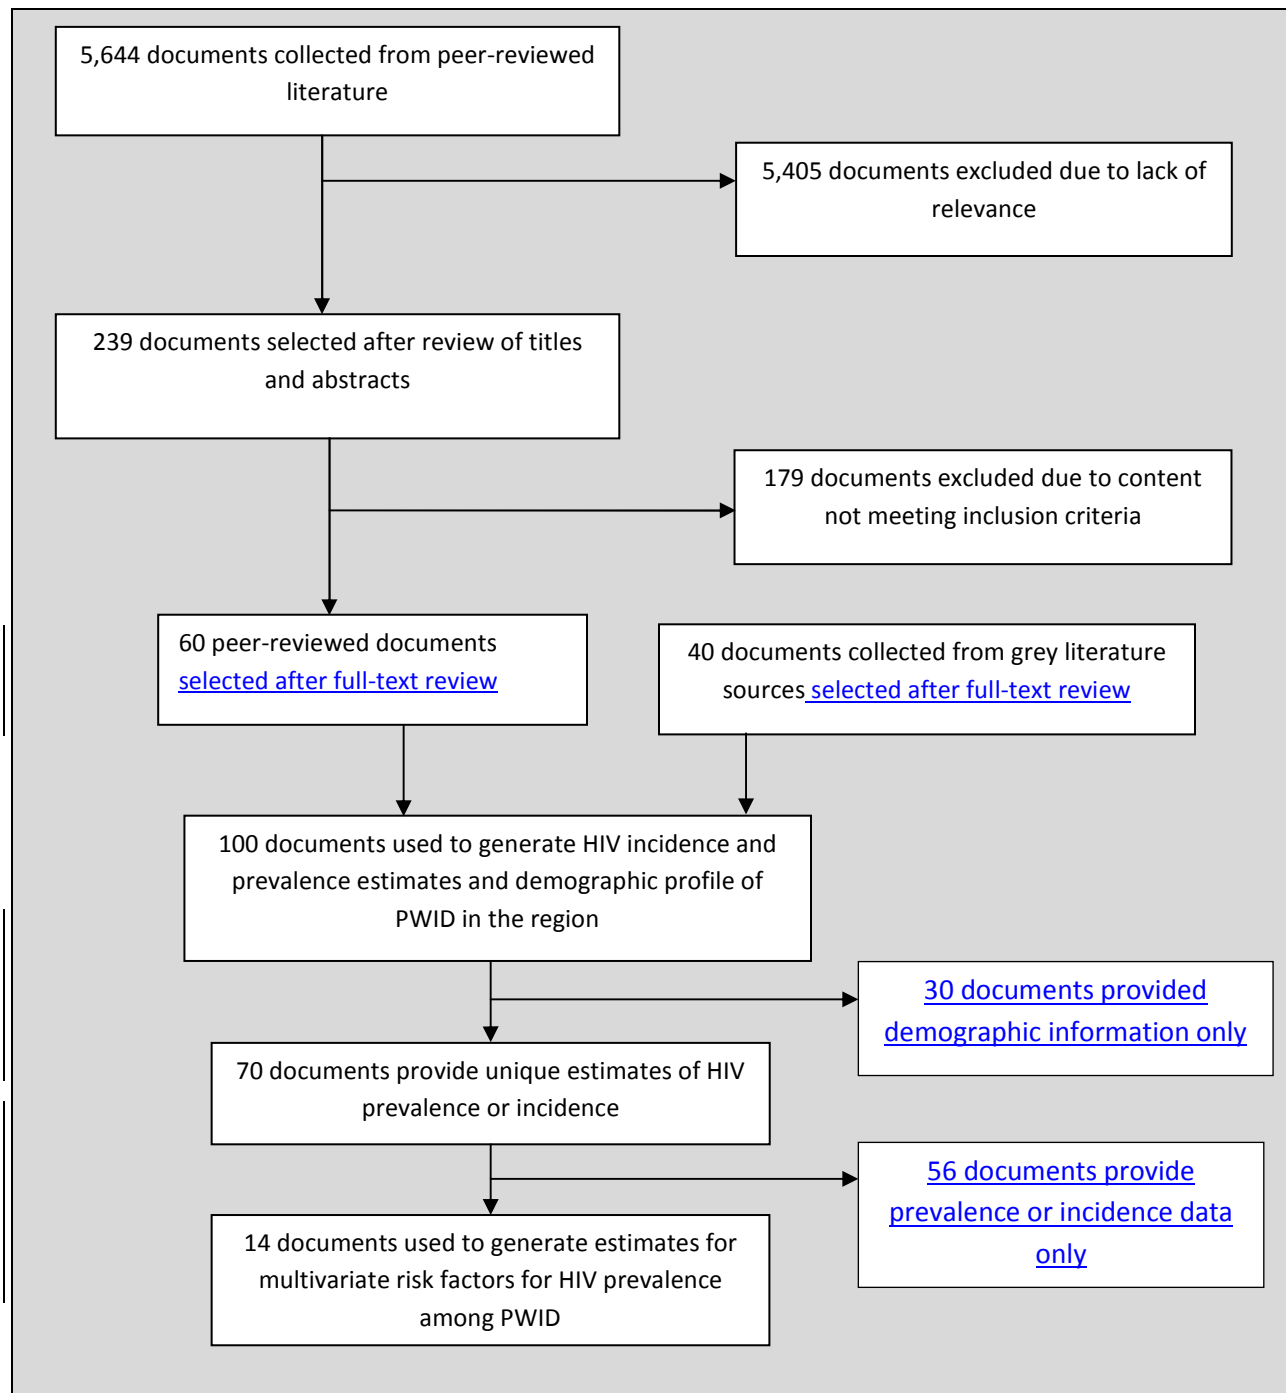 5,644 documents collected from peer-reviewed
literature
5,405 documents excluded due to lack of
relevance
239 documents selected after review of titles
and abstracts
179 documents excluded due to content
not meeting inclusion criteria
60 peer-reviewed documents
selected after full-text review
40 documents collected from grey literature
sources selected after full-text review
100 documents used to generate HIV incidence and
prevalence estimates and demographic profile of
PWID in the region
30 documents provided
demographic information only
70 documents provide unique estimates of HIV
prevalence or incidence
56 documents provide
prevalence or incidence data
only
14 documents used to generate estimates for
multivariate risk factors for HIV prevalence
among PWID